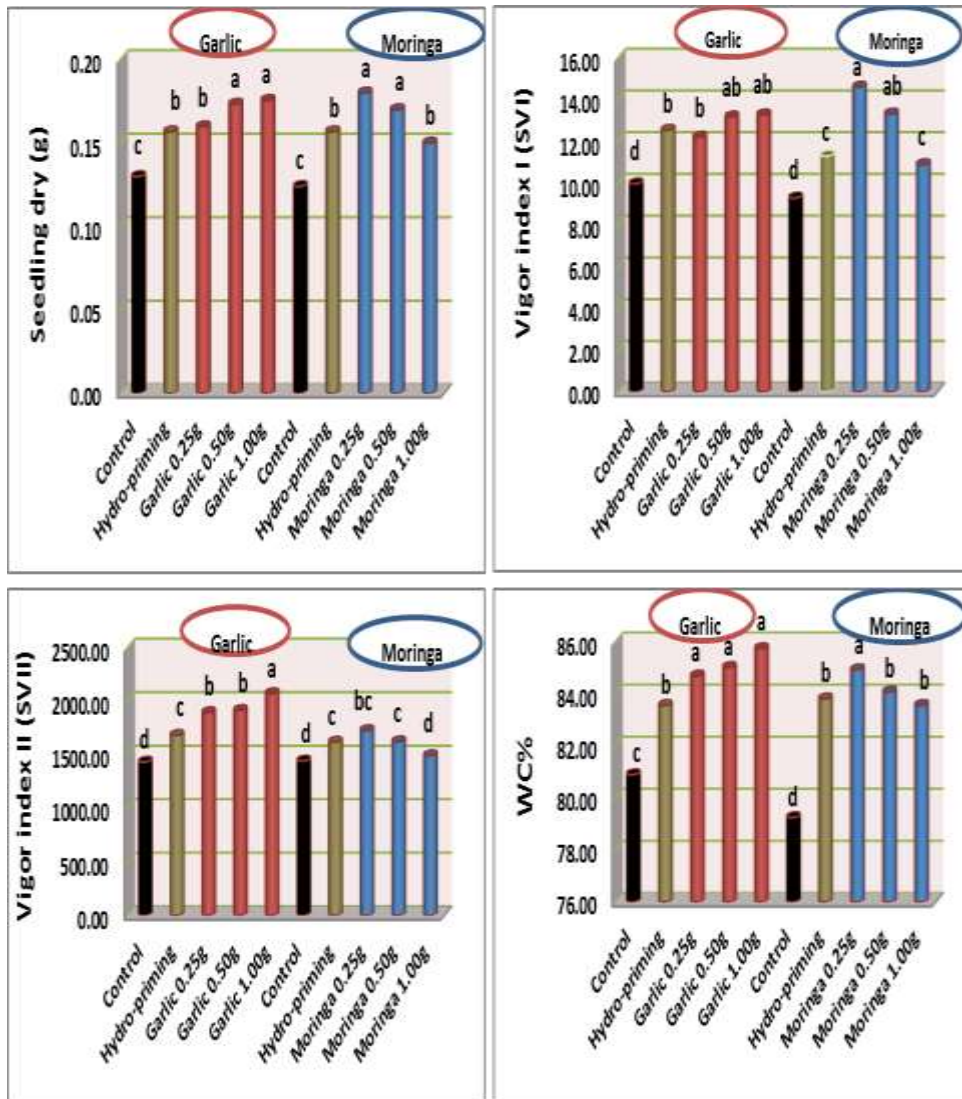 Garlic
Moringa
Seedling dry (g)
0.20
0.15
0.10
0.05
0.00
c
b
b
a
a
c
b
a
a
b
Control
Hydro-priming
Garlic 0.25g
Garlic 0.50g
Garlic 1.00g
Control
Hydro-priming
Moringa 0.25g
Moringa 0.50g
Moringa 1.00g
Garlic
Moringa
Vigor index I (SVI)
16.00
14.00
12.00
10.00
8.00
6.00
4.00
2.00
0.00
d
b
b
ab
ab
d
c
a
ab
c
Control
Hydro-priming
Garlic 0.25g
Garlic 0.50g
Garlic 1.00g
Control
Hydro-priming
Moringa 0.25g
Moringa 0.50g
Moringa 1.00g
Garlic
Moringa
Vigor index II (SVII)
2500.00
2000.00
1500.00
1000.00
500.00
0.00
d
c
b
b
a
d
c
bc
c
d
Control
Hydro-priming
Garlic 0.25g
Garlic 0.50g
Garlic 1.00g
Control
Hydro-priming
Moringa 0.25g
Moringa 0.50g
Moringa 1.00g
Garlic
Moringa
WC%
86.00
84.00
82.00
80.00
78.00
76.00
c
b
a
a
a
d
b
a
b
b
Control
Hydro-priming
Garlic 0.25g
Garlic 0.50g
Garlic 1.00g
Control
Hydro-priming
Moringa 0.25g
Moringa 0.50g
Moringa 1.00g